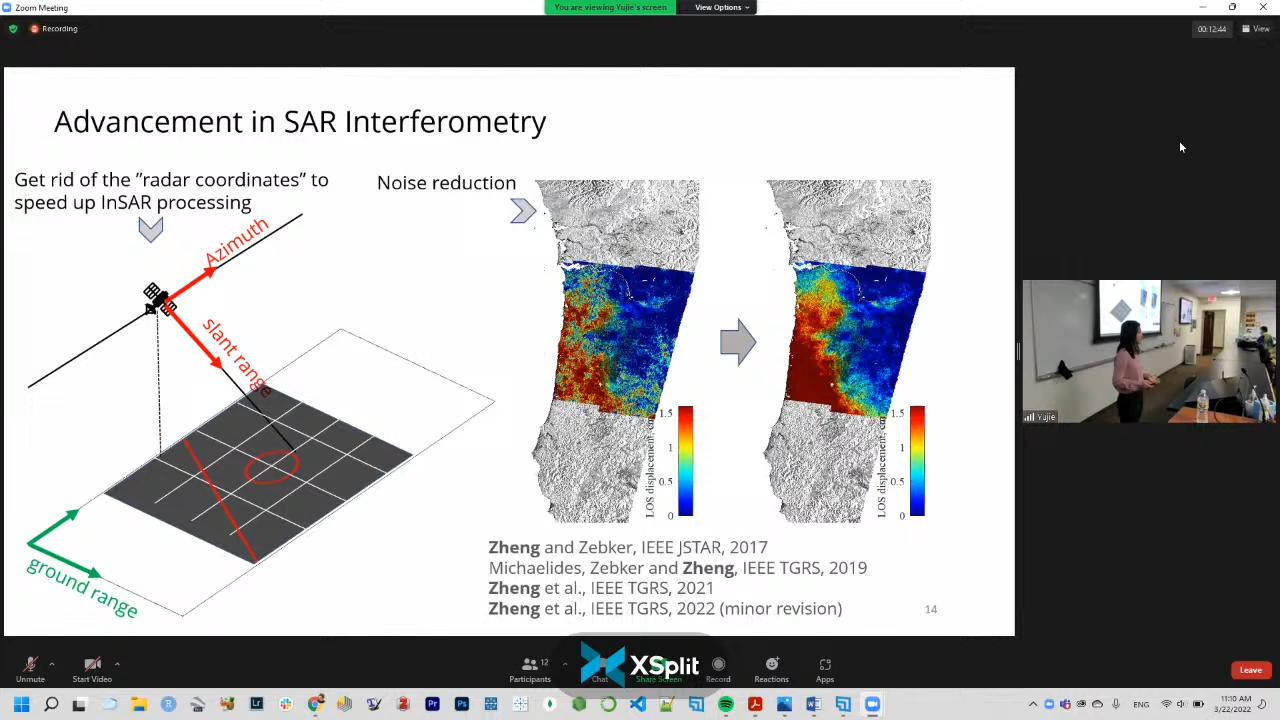 Zoom Meeting
You are viewing Yujie's screen
View Options
Recording
00:12:44
View
Advancement in SAR Interferometry
Get rid of the ”radar coordinates” to
speed up InSAR processing
Noise reduction
Azimuth
slant range
ground range
1.5
1
0.5
0
LOS displacement, cm
1.5
1
0.5
0
LOS displacement, cm
Zheng and Zebker, IEEE JSTAR, 2017
Michaelides, Zebker and Zheng, IEEE TGRS, 2019
Zheng et al., IEEE TGRS, 2021
Zheng et al., IEEE TGRS, 2022 (minor revision)
14
Yujie
Unmute
Start Video
12
Participants
Chat
Share Screen
Record
Reactions
Apps
Leave
XSplit
ENG
11:10 AM
3/22/2022